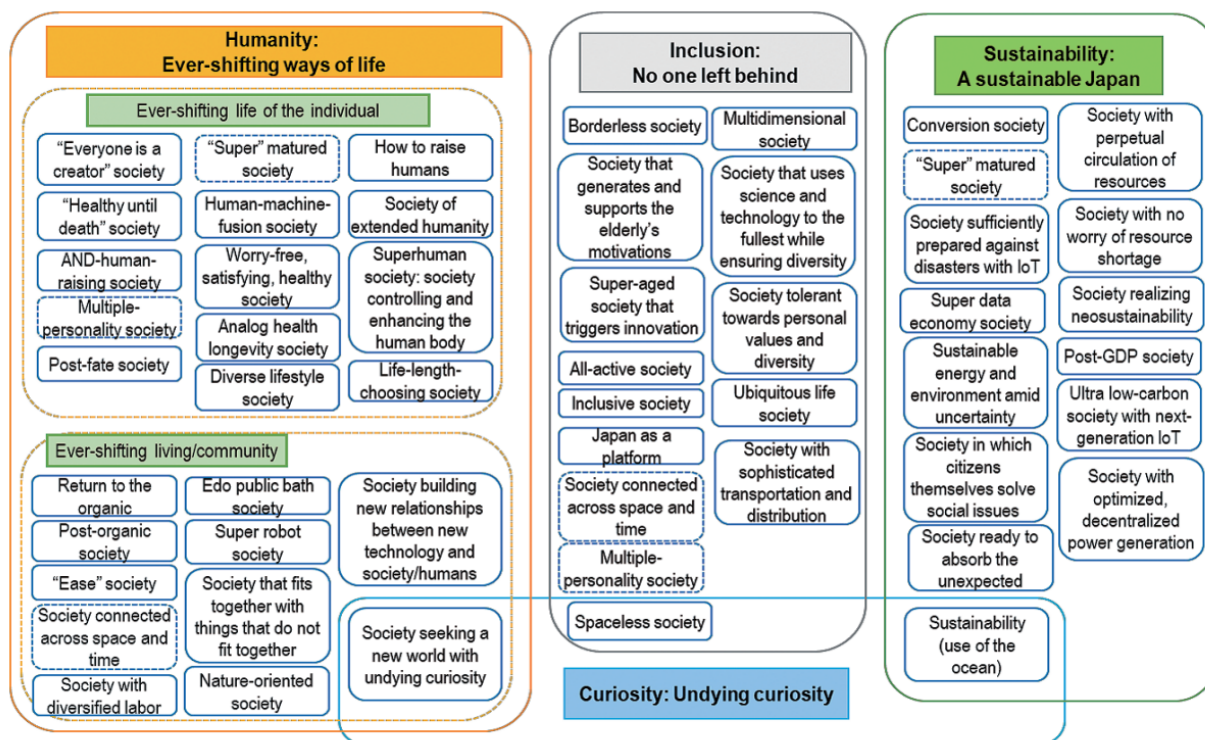 Humanity:
Ever-shifting ways of life
Ever-shifting life of the individual
“Everyone is a
creator” society
“Healthy until
death” society
AND-human-
raising society
Multiple-
personality society
Post-fate society
“Super” matured
society
Human-machine-
fusion society
Worry-free,
satisfying, healthy
society
Analog health
longevity society
Diverse lifestyle
society
How to raise
humans
Society of
extended humanity
Superhuman
society: society
controlling and
enhancing the
human body
Life-length-
choosing society
Ever-shifting living/community
Return to the
organic
Post-organic
society
“Ease” society
Society connected
across space and
time
Society with
diversified labor
Edo public bath
society
Super robot
society
Society that fits
together with
things that do not
fit together
Nature-oriented
society
Society building
new relationships
between new
technology and
society/humans
Society seeking a
new world with
undying curiosity
Inclusion:
No one left behind
Borderless society
Society that
generates and
supports the
elderly’s
motivations
Super-aged
society that
triggers innovation
All-active society
Inclusive society
Japan as a
platform
Society connected
across space and
time
Multiple-
personality society
Spaceless society
Multidimensional
society
Society that uses
science and
technology to the
fullest while
ensuring diversity
Society tolerant
towards personal
values and
diversity
Ubiquitous life
society
Society with
sophisticated
transportation and
distribution
Curiosity: Undying curiosity
Sustainability:
A sustainable Japan
Conversion society
“Super” matured
society
Society sufficiently
prepared against
disasters with IoT
Super data
economy society
Sustainable
energy and
environment amid
uncertainty
Society in which
citizens
themselves solve
social issues
Society ready to
absorb the
unexpected
Sustainability
(use of the
ocean)
Society with
perpetual
circulation of
resources
Society with no
worry of resource
shortage
Society realizing
neosustainability
Post-GDP society
Ultra low-carbon
society with next-
generation IoT
Society with
optimized,
decentralized
power generation